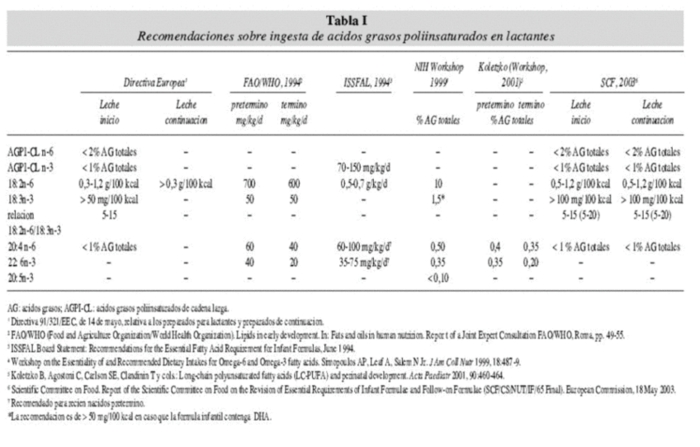 Tabla I
Recomendaciones sobre ingesta de acidos grasos poliinsaturados en lactantes
Directiva Europea¹ FAO/WHO, 1994² ISSFAL, 1994³ NIH Workshop 1999⁴ Koletzko (Workshop, 2001)⁵ SCF, 2003⁶
Leche inicio Leche continuacion pretermino mg/kg/d termino mg/kg/d % AG totales pretermino termino % AG totales Leche inicio Leche continuacion
AGPI-CL n-6 < 2% AG totales – – – – – – – < 2% AG totales < 2% AG totales
AGPI-CL n-3 < 1% AG totales – – – 70-150 mg/kg/d – – – < 1% AG totales < 1% AG totales
18:2n-6 0,3-1,2 g/100 kcal > 0,3 g/100 kcal 700 600 0,5-0,7 g/kg/d 10 – – 0,5-1,2 g/100 kcal 0,5-1,2 g/100 kcal
18:3n-3 > 50 mg/100 kcal – 50 50 – 1,5* – – > 100 mg/100 kcal > 100 mg/100 kcal
relacion 5-15 – – – – – – – 5-15 (5-20) 5-15 (5-20)
18:2n-6/18:3n-3
20:4 n-6 < 1% AG totales – 60 40 60-100 mg/kg/d⁷ 0,50 0,4 0,35 < 1% AG totales < 1% AG totales
22: 6n-3 – – 40 20 35-75 mg/kg/d⁷ 0,35 0,35 0,20 – –
20:5n-3 – – – – – <0,10 – – – –
AG: acidos grasos; AGPI-CL: acidos grasos poliinsaturados de cadena larga.
¹ Directiva 91/321/EEC, de 14 de mayo, relativa a los preparados para lactantes y preparados de continuacion.
² FAO/WHO (Food and Agriculture Organization/World Health Organization). Lipids in early development. In: Fats and oils in human nutrition. Report of a Joint Expert Consultation FAO/WHO, Roma, pp. 49-55.
³ ISSFAL Board Statement: Recommendations for the Essential Fatty Acid Requirement for Infant Formulas, June 1994.
⁴ Workshop on the Essentiality of and Recommended Dietary Intakes for Omega-6 and Omega-3 fatty acids. Simopoulos AP, Leaf A, Salem N Jr. J Am Coll Nutr 1999, 18:487-9.
⁵ Koletzko B, Agostoni C, Carlson SE, Clandinin T y cols.: Long-chain polyunsaturated fatty acids (LC-PUFA) and perinatal development. Acta Paediatr 2001, 90:460-464.
⁶ Scientific Committee on Food. Report of the Scientific Committee on Food on the Revision of Essential Requirements of Infant Formulae and Follow-on Formulae (SCF/CS/NUT/IF/65 Final). European Commission, 18 May 2003.
⁷ Recomendado para recien nacidos pretermino.
*La recomendacion es de > 50 mg/100 kcal en caso que la formula infantil contenga DHA.